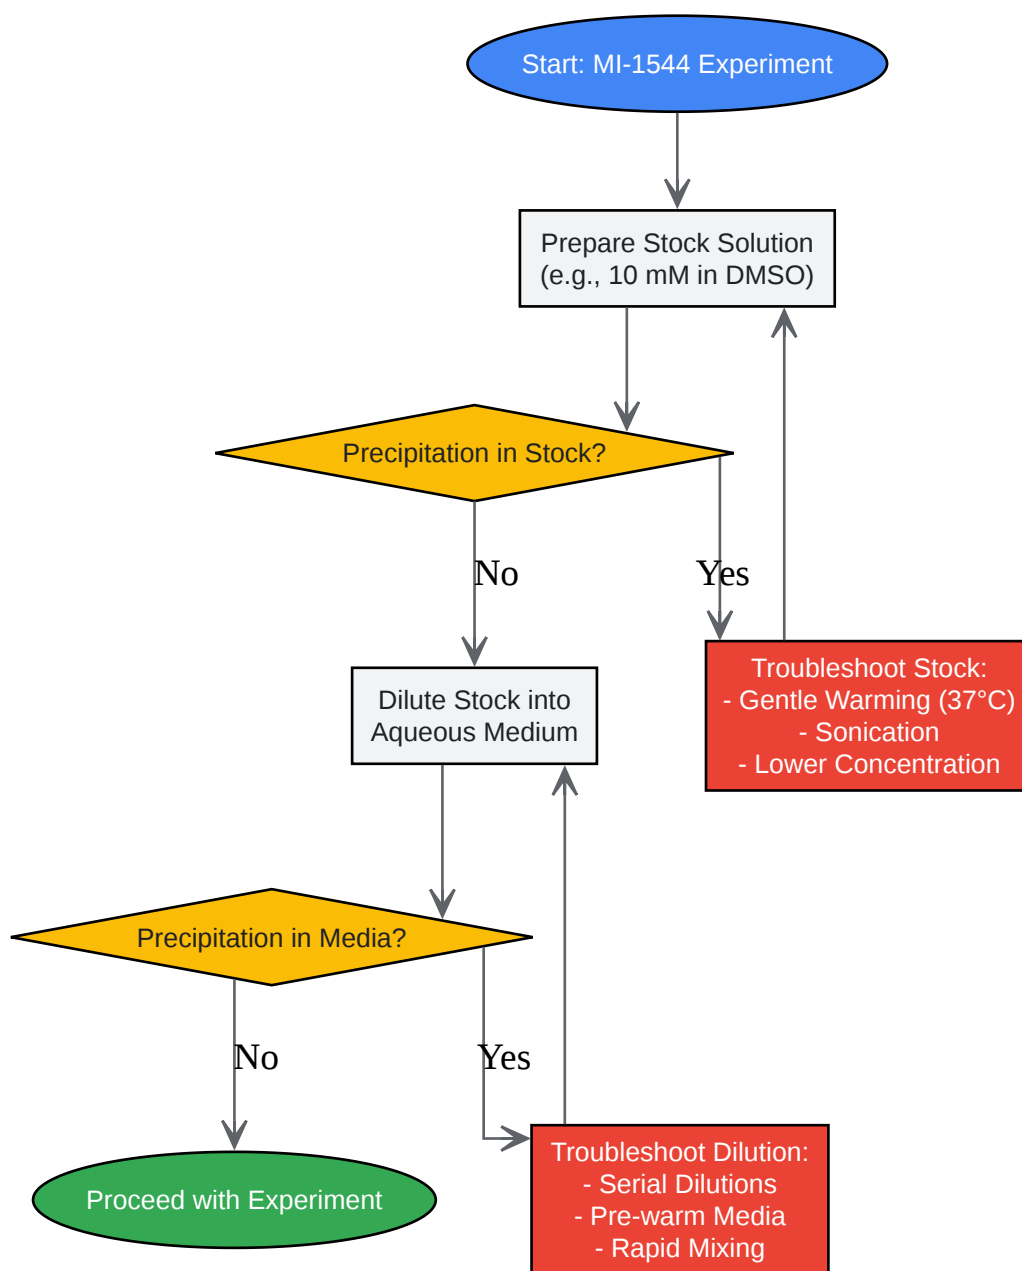 Start: MI-1544 Experiment
Prepare Stock Solution
(e.g., 10 mM in DMSO)
Precipitation in Stock?
No
Yes
Troubleshoot Stock:
- Gentle Warming (37°C)
- Sonication
- Lower Concentration
Dilute Stock into
Aqueous Medium
Precipitation in Media?
No
Yes
Troubleshoot Dilution:
- Serial Dilutions
- Pre-warm Media
- Rapid Mixing
Proceed with Experiment